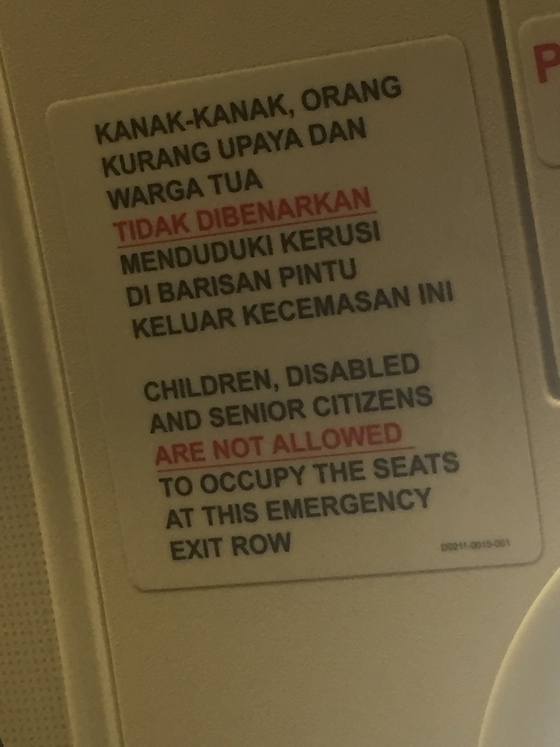 KANAK-KANAK, ORANG
KURANG UPAYA DAN
WARGA TUA
TIDAK DIBENARKAN
MENDUDUKI KERUSI
DI BARISAN PINTU
KELUAR KECEMASAN INI
CHILDREN, DISABLED
AND SENIOR CITIZENS
ARE NOT ALLOWED
TO OCCUPY THE SEATS
AT THIS EMERGENCY
EXIT ROW
P